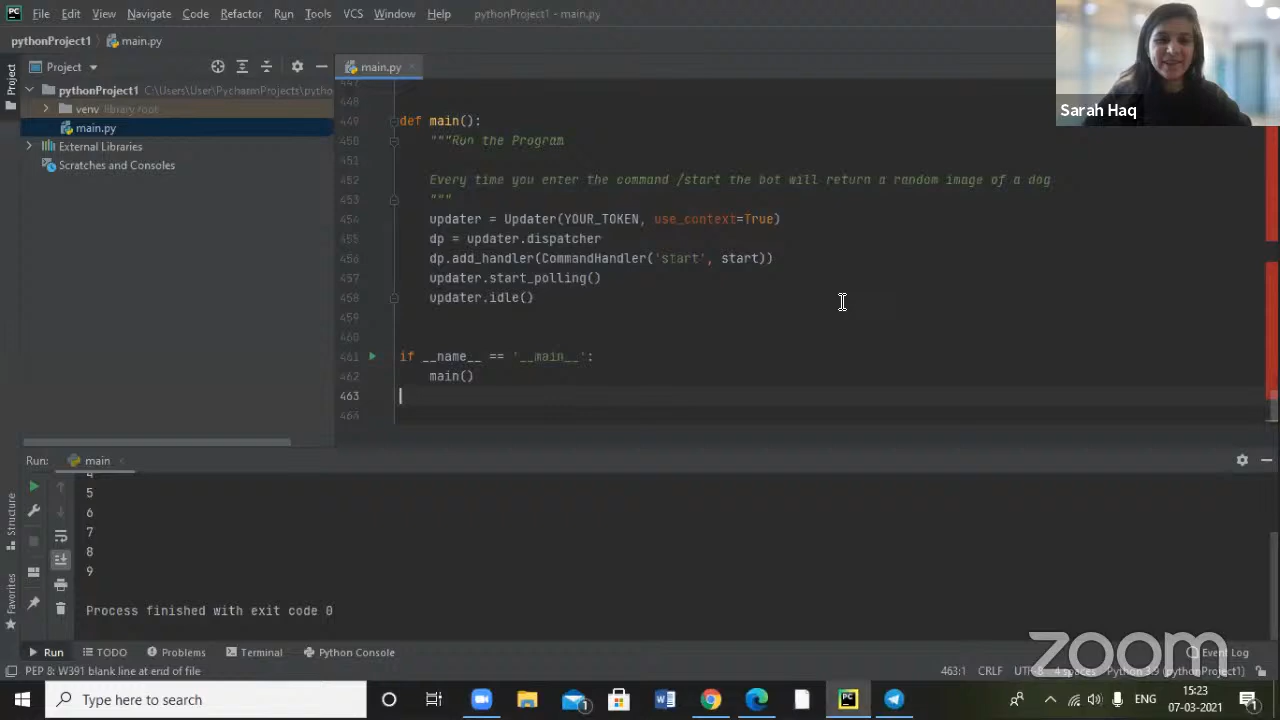 File Edit View Navigate Code Refactor Run Tools VCS Window Help pythonProject1 - main.py
pythonProject1 main.py
Project
main.py
Project
pythonProject1 C:\Users\User\PycharmProjects\pytho
venv library root
main.py
External Libraries
Scratches and Consoles
Sarah Haq
447
448
449 def main():
450 """Run the Program
451
452 Every time you enter the command /start the bot will return a random image of a dog
453 """
454 updater = Updater(YOUR_TOKEN, use_context=True)
455 dp = updater.dispatcher
456 dp.add_handler(CommandHandler('start', start))
457 updater.start_polling()
458 updater.idle()
459
460
461 if __name__ == '__main__':
462 main()
463
464
Run: main
4
5
6
7
8
9
Process finished with exit code 0
Structure
Favorites
Run TODO Problems Terminal Python Console Event Log
zoom
PEP 8: W391 blank line at end of file 463:1 CRLF UTF-8 4 spaces Python 3.9 (pythonProject1)
Type here to search
ENG
15:23
07-03-2021
1
1